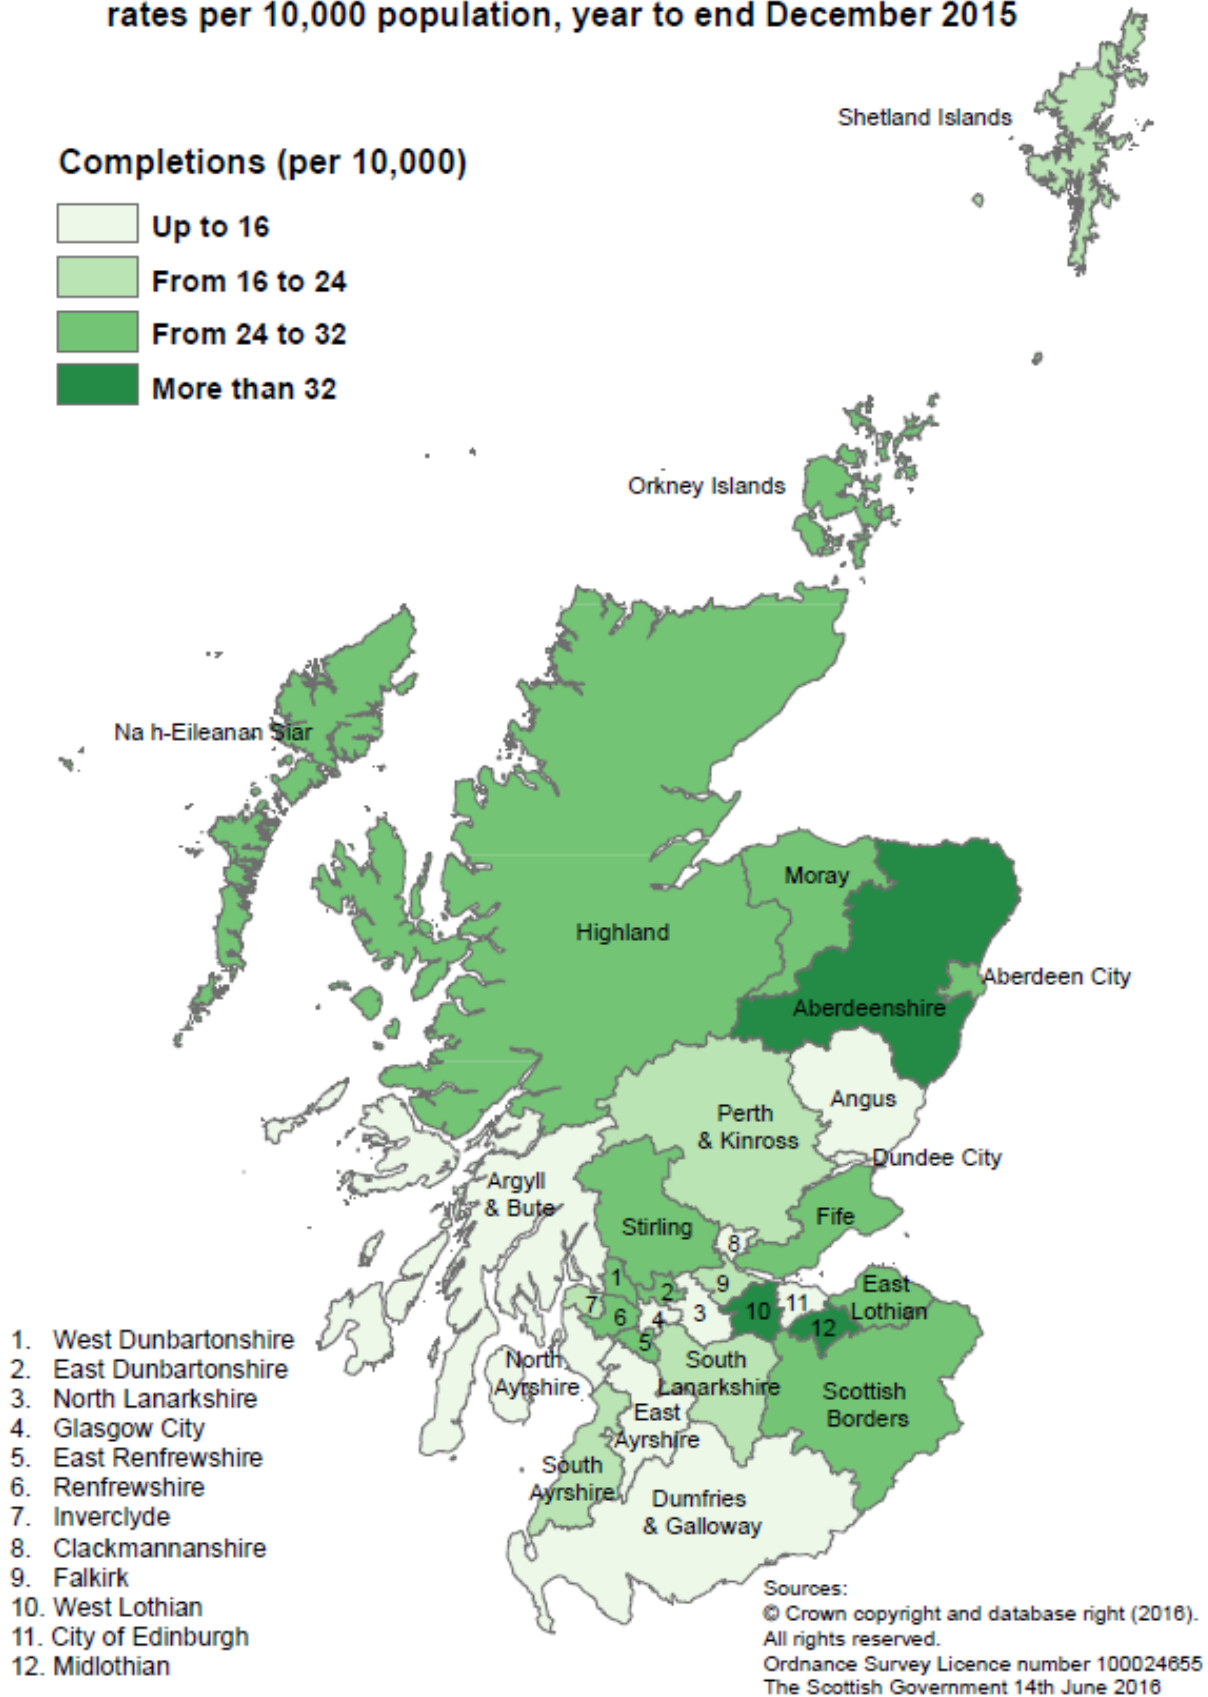 rates per 10,000 population, year to end December 2015
Shetland Islands
Completions (per 10,000)
Up to 16
From 16 to 24
From 24 to 32
More than 32
Orkney Islands
Na h-Eileanan Siar
Moray
Highland
Aberdeen City
Aberdeenshire
Angus
Perth
& Kinross
Dundee City
Argyll
& Bute
Fife
Stirling
8
1
2
9
East
Lothian
7
6
4
3
10
11
12
5
North
Ayrshire
South
Lanarkshire
Scottish
Borders
East
Ayrshire
South
Ayrshire
Dumfries
& Galloway
1. West Dunbartonshire
2. East Dunbartonshire
3. North Lanarkshire
4. Glasgow City
5. East Renfrewshire
6. Renfrewshire
7. Inverclyde
8. Clackmannanshire
9. Falkirk
10. West Lothian
11. City of Edinburgh
12. Midlothian
Sources:
© Crown copyright and database right (2016).
All rights reserved.
Ordnance Survey Licence number 100024655
The Scottish Government 14th June 2016